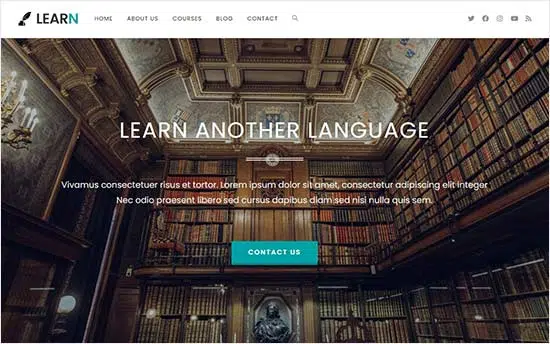 LEARN
HOME ABOUT US COURSES BLOG CONTACT
LEARN ANOTHER LANGUAGE
Vivamus consectetuer risus et tortor. Lorem ipsum dolor sit amet, consectetur adipiscing elit integer
Nec odio praesent libero sed cursus dapibus diam sed nisi nulla quis sem.
CONTACT US